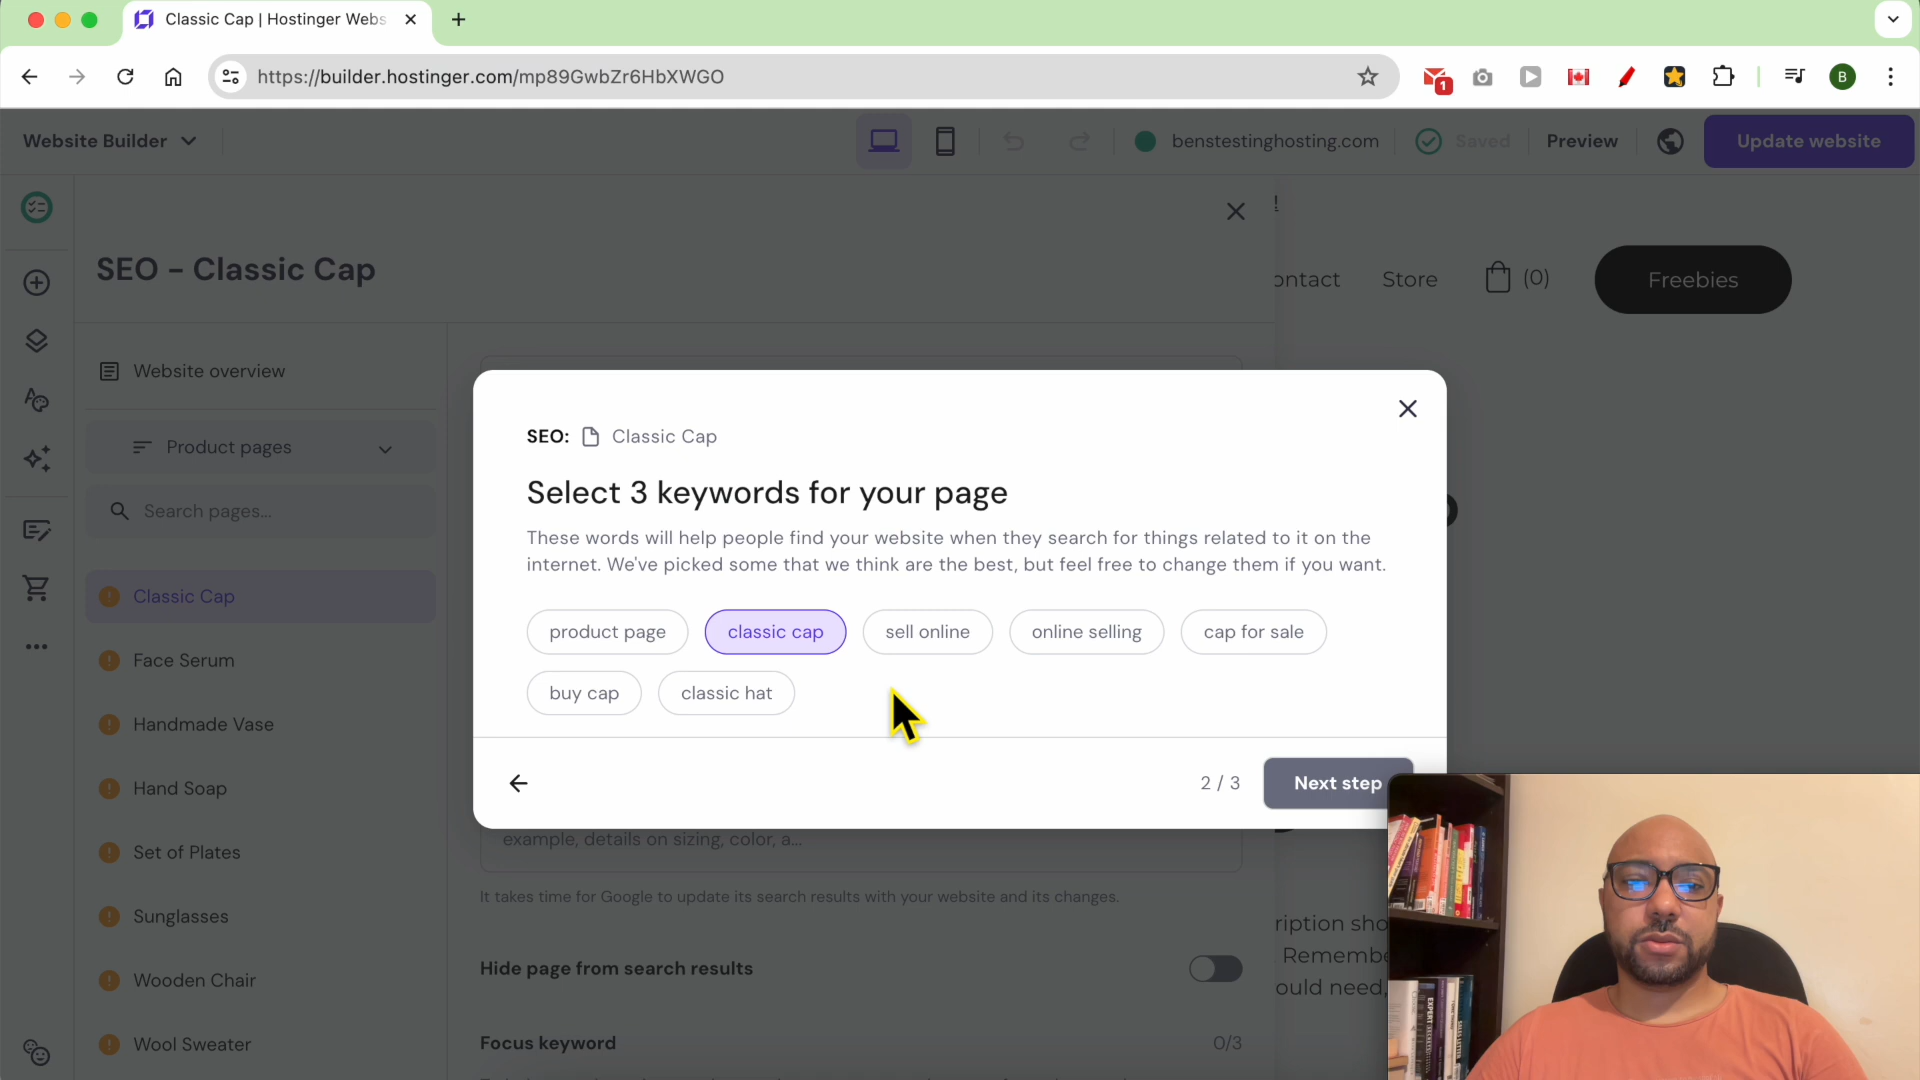 Classic Cap | Hostinger Webs
https://builder.hostinger.com/mp89GwbZr6HbXWGO
1
B
Website Builder
benstestinghosting.com
Saved
Preview
Update website
!
SEO - Classic Cap
ontact
Store
(0)
Freebies
Website overview
Product pages
Search pages...
Classic Cap
Face Serum
Handmade Vase
Hand Soap
Set of Plates
Sunglasses
Wooden Chair
Wool Sweater
SEO: Classic Cap
Select 3 keywords for your page
These words will help people find your website when they search for things related to it on the
internet. We've picked some that we think are the best, but feel free to change them if you want.
product page
classic cap
sell online
online selling
cap for sale
buy cap
classic hat
2 / 3
Next step
example, details on sizing, color, a...
It takes time for Google to update its search results with your website and its changes.
Hide page from search results
Focus keyword
0/3
ription sho
Remembe
ould need,
EXPERT